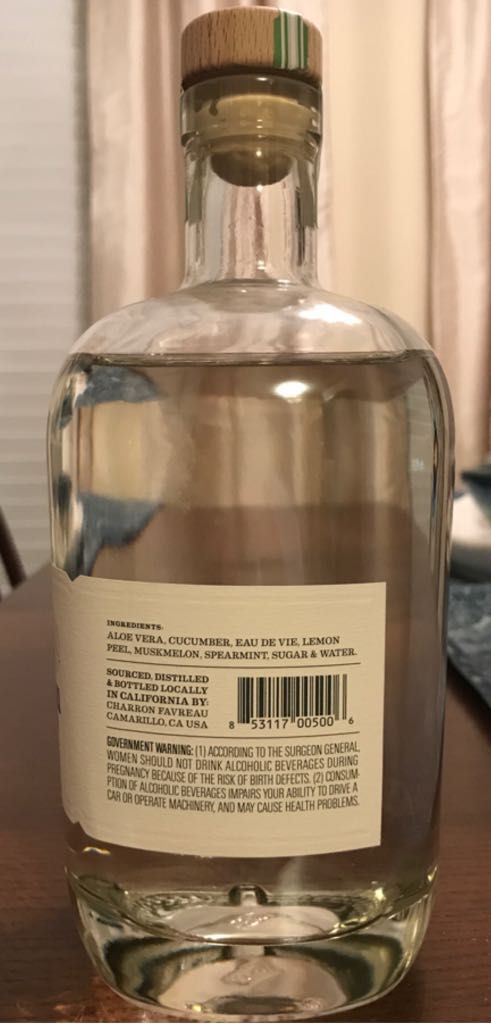 INGREDIENTS:
ALOE VERA, CUCUMBER, EAU DE VIE, LEMON
PEEL, MUSKMELON, SPEARMINT, SUGAR & WATER.
SOURCED, DISTILLED
& BOTTLED LOCALLY
IN CALIFORNIA BY:
CHARRON FAVREAU
CAMARILLO, CA USA
8 53117 00500 6
GOVERNMENT WARNING: (1) ACCORDING TO THE SURGEON GENERAL,
WOMEN SHOULD NOT DRINK ALCOHOLIC BEVERAGES DURING
PREGNANCY BECAUSE OF THE RISK OF BIRTH DEFECTS. (2) CONSUM-
PTION OF ALCOHOLIC BEVERAGES IMPAIRS YOUR ABILITY TO DRIVE A
CAR OR OPERATE MACHINERY, AND MAY CAUSE HEALTH PROBLEMS.